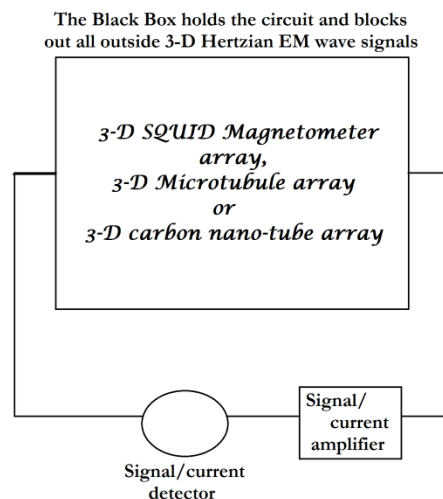 The Black Box holds the circuit and blocks
out all outside 3-D Hertzian EM wave signals
3-D SQUID Magnetometer
array,
3-D Microtubule array
or
3-D carbon nano-tube array
Signal/
current
amplifier
Signal/current
detector